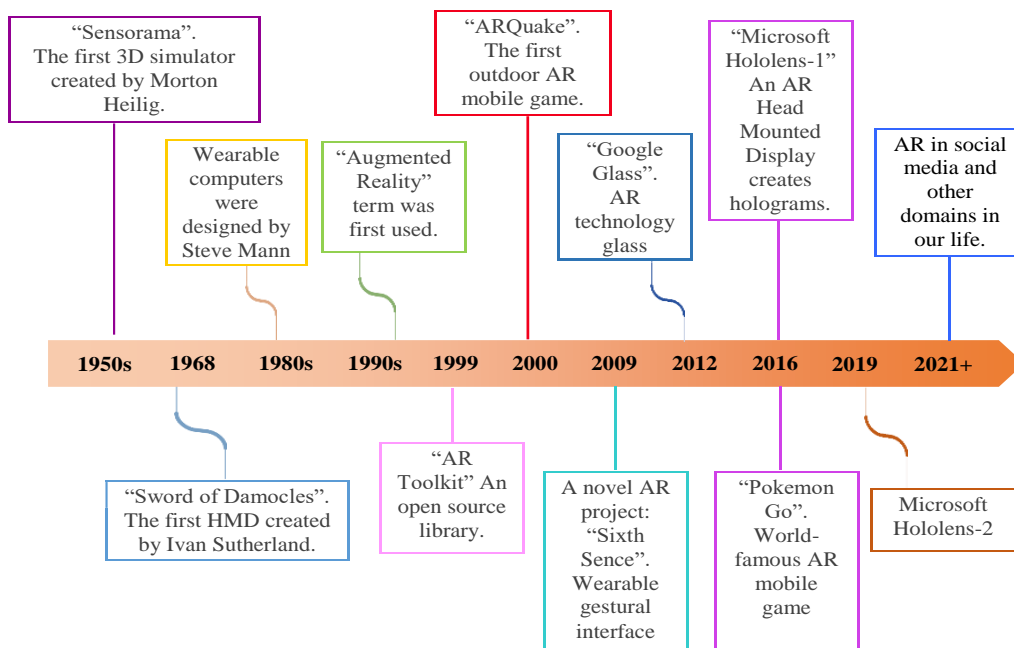 “Sensorama”.
The first 3D simulator
created by Morton
Heilig.
“ARQuake”.
The first
outdoor AR
mobile game.
“Microsoft
Hololens-1”
An AR
Head
Mounted
Display
creates
holograms.
Wearable
computers
were
designed by
Steve Mann
“Augmented
Reality”
term was
first used.
“Google
Glass”.
AR
technology
glass
AR in social
media and
other
domains in
our life.
1950s 1968 1980s 1990s 1999 2000 2009 2012 2016 2019 2021+
“Sword of Damocles”.
The first HMD created
by Ivan Sutherland.
“AR
Toolkit” An
open source
library.
A novel AR
project:
“Sixth
Sence”.
Wearable
gestural
interface
“Pokemon
Go”.
World-
famous AR
mobile
game
Microsoft
Hololens-2